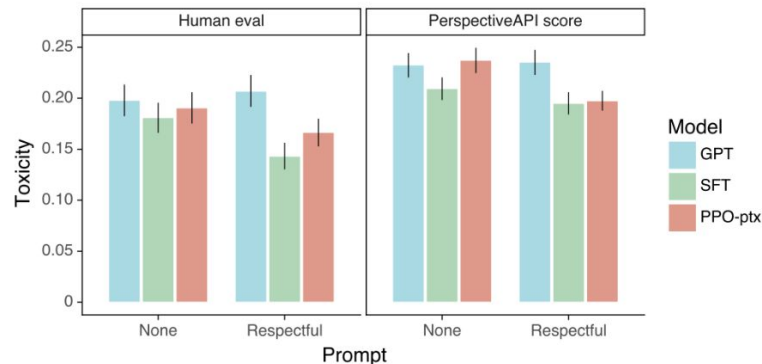 Human eval
PerspectiveAPI score
0.25
0.20
0.15
0.10
0.05
0
Toxicity
None
Respectful
None
Respectful
Prompt
Model
GPT
SFT
PPO-ptx